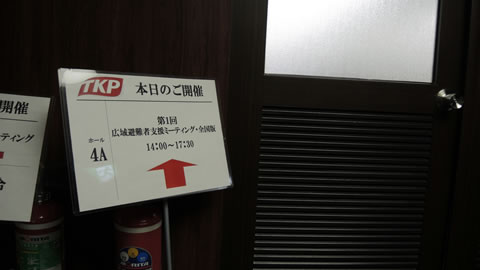 TKP 本日のご開催
第1回
広域避難者支援ミーティング・全国版
ホール
4A
14:00～17:30
開催
ティング